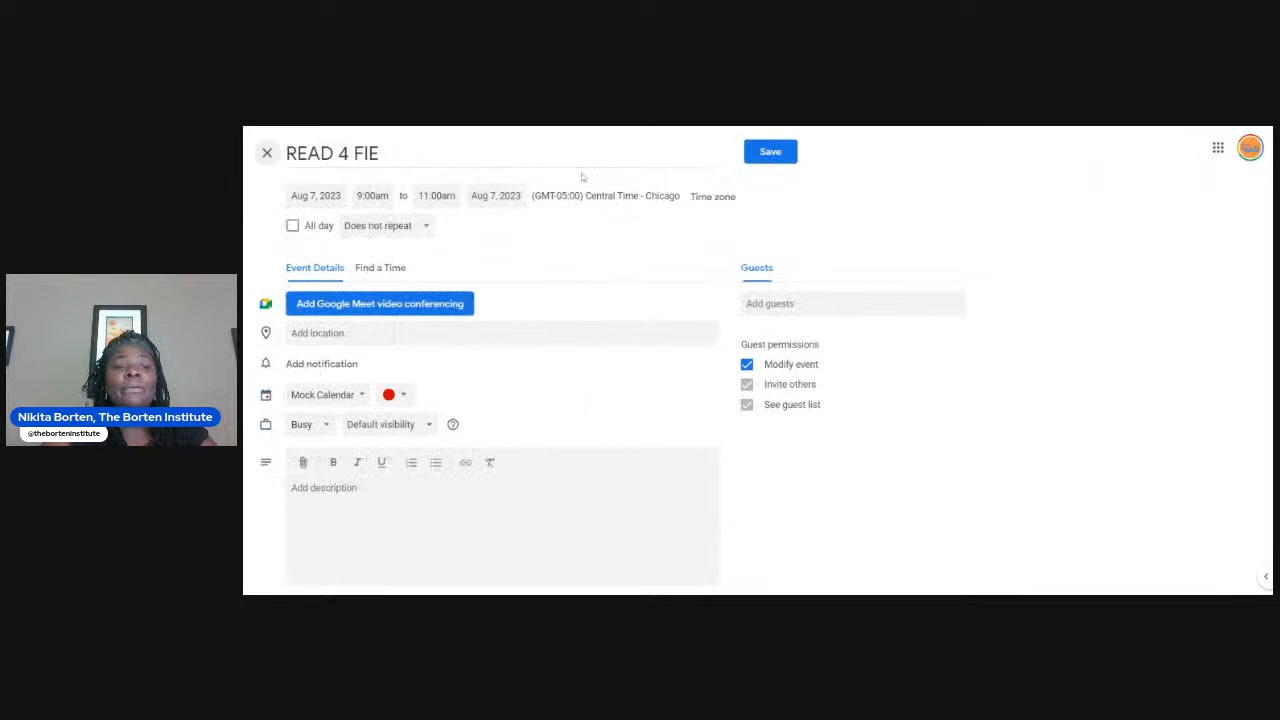 READ 4 FIE
Save
Aug 7, 2023 9:00am to 11:00am Aug 7, 2023 (GMT-05:00) Central Time - Chicago Time zone
All day Does not repeat
Event Details Find a Time
Guests
Add Google Meet video conferencing
Add guests
Add location
Guest permissions
Add notification
Modify event
Invite others
Mock Calendar
See guest list
Busy Default visibility
B I U
Add description
Nikita Borten, The Borten Institute
@theborteninstitute